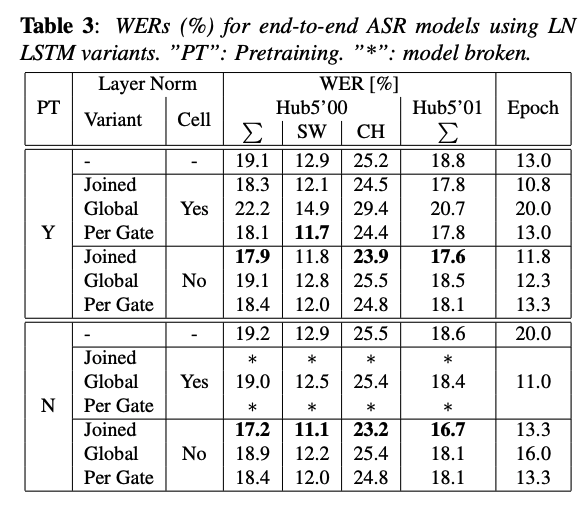 Table 3: WERs (%) for end-to-end ASR models using LN
LSTM variants. ”PT”: Pretraining. ”*”: model broken.
PT Layer Norm WER [%] Epoch
Variant Cell Hub5’00 Hub5’01
∑ SW CH ∑
Y - - 19.1 12.9 25.2 18.8 13.0
Joined 18.3 12.1 24.5 17.8 10.8
Global Yes 22.2 14.9 29.4 20.7 20.0
Per Gate 18.1 11.7 24.4 17.8 13.0
Joined 17.9 11.8 23.9 17.6 11.8
Global No 19.1 12.8 25.5 18.5 12.3
Per Gate 18.4 12.0 24.8 18.1 13.3
N - - 19.2 12.9 25.5 18.6 20.0
Joined * * * *
Global Yes 19.0 12.5 25.4 18.4 11.0
Per Gate * * * *
Joined 17.2 11.1 23.2 16.7 13.3
Global No 18.9 12.2 25.4 18.1 16.0
Per Gate 18.4 12.0 24.8 18.1 13.3